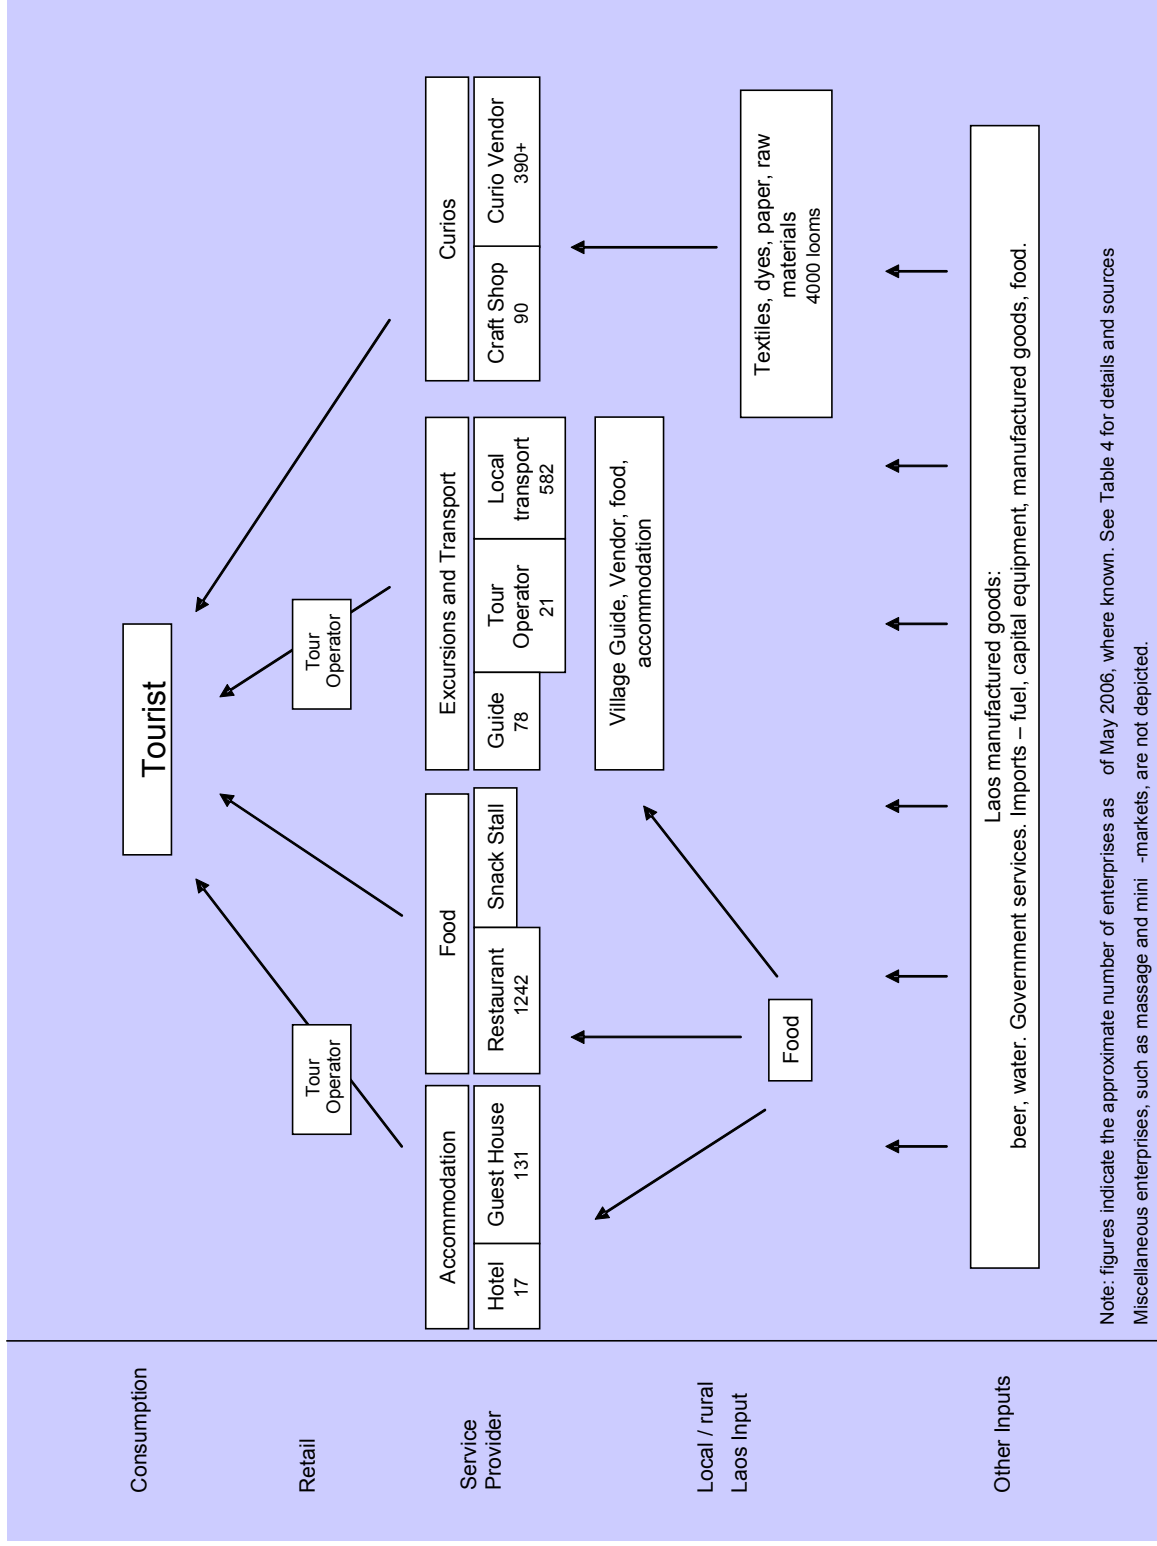 Consumption
Tourist
Retail
Tour
Operator
Tour
Operator
Service
Provider
Accommodation
Food
Excursions and Transport
Curios
Hotel
17
Guest House
131
Restaurant
1242
Snack Stall
Guide
78
Tour
Operator
21
Local
transport
582
Craft Shop
90
Curio Vendor
390+
Local / rural
Laos Input
Village Guide, Vendor, food,
accommodation
Food
Textiles, dyes, paper, raw
materials
4000 looms
Other Inputs
Laos manufactured goods:
beer, water. Government services. Imports – fuel, capital equipment, manufactured goods, food.
Note: figures indicate the approximate number of enterprises as of May 2006, where known. See Table 4 for details and sources
Miscellaneous enterprises, such as massage and mini -markets, are not depicted.